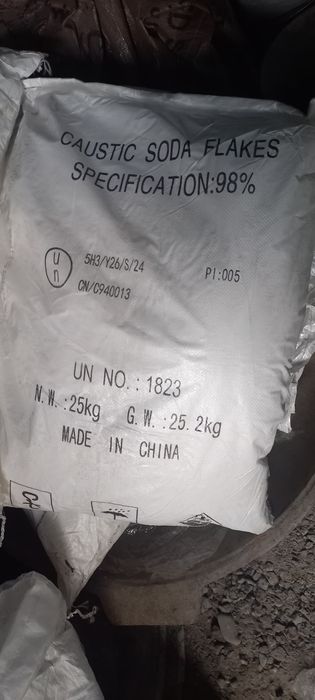 CAUSTIC SODA FLAKES
SPECIFICATION:98%
un 5H3/Y26/S/24
CN/C940013
PI:005
UN NO.:1823
N.W.:25kg G.W.:25.2kg
MADE IN CHINA